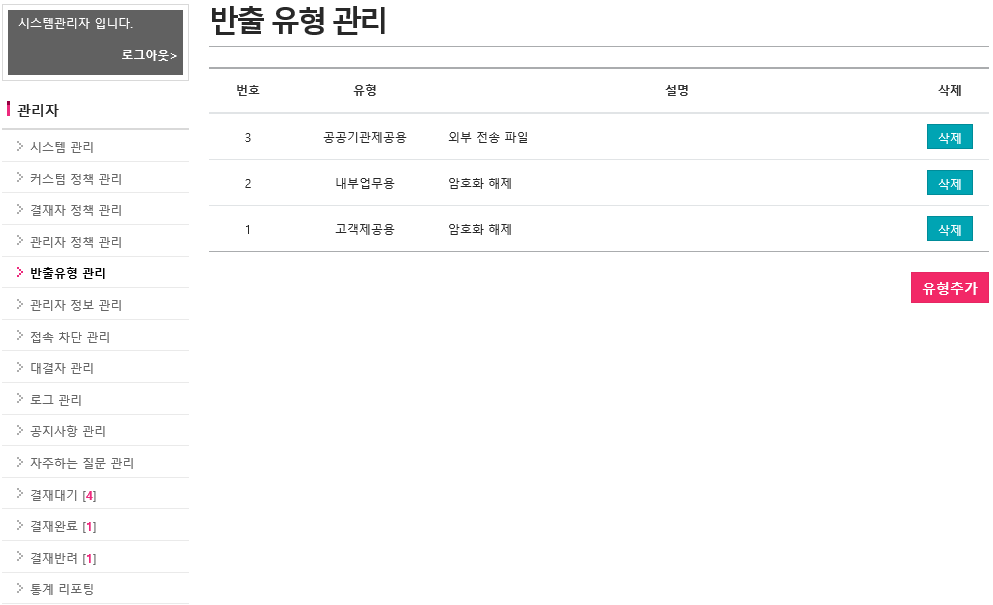 시스템관리자 입니다.
로그아웃>
관리자
시스템 관리
커스텀 정책 관리
결재자 정책 관리
관리자 정책 관리
반출유형 관리
관리자 정보 관리
접속 차단 관리
대결자 관리
로그 관리
공지사항 관리
자주하는 질문 관리
결재대기 [4]
결재완료 [1]
결재반려 [1]
통계 리포팅
반출 유형 관리
번호 유형 설명 삭제
3 공공기관제공용 외부 전송 파일 삭제
2 내부업무용 암호화 해제 삭제
1 고객제공용 암호화 해제 삭제
유형추가